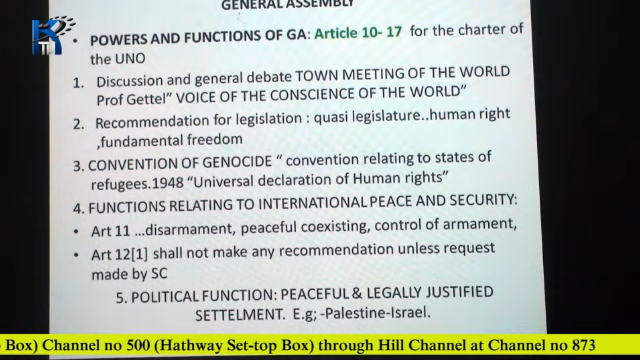 GENERAL ASSEMBLY
K
TV
• POWERS AND FUNCTIONS OF GA: Article 10- 17 for the charter of
the UNO
1. Discussion and general debate TOWN MEETING OF THE WORLD
Prof Gettel” VOICE OF THE CONSCIENCE OF THE WORLD”
2. Recommendation for legislation : quasi legislature..human right
,fundamental freedom
3. CONVENTION OF GENOCIDE “ convention relating to states of
refugees.1948 “Universal declaration of Human rights”
4. FUNCTIONS RELATING TO INTERNATIONAL PEACE AND SECURITY:
• Art 11 ...disarmament, peaceful coexisting, control of armament,
• Art 12[1] shall not make any recommendation unless request
made by SC
5. POLITICAL FUNCTION: PEACEFUL & LEGALLY JUSTIFIED
SETTELMENT. E.g; -Palestine-Israel.
Box) Channel no 500 (Hathway Set-top Box) through Hill Channel at Channel no 873